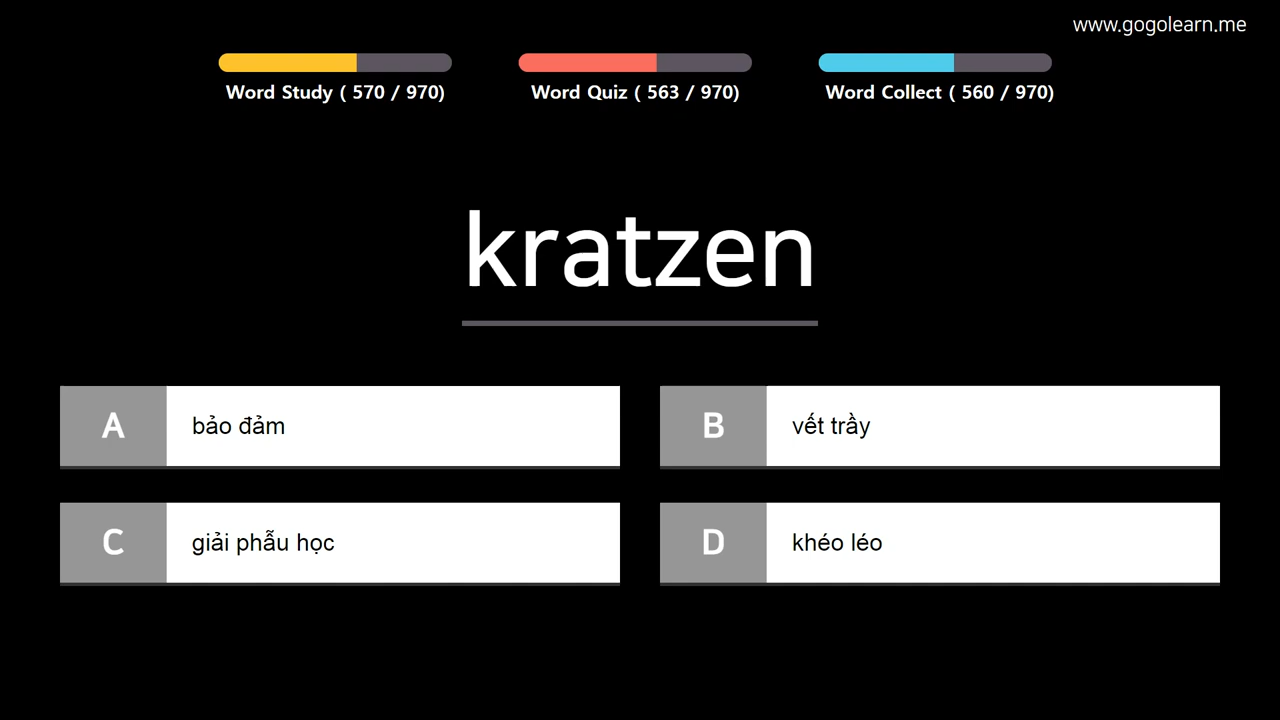 www.gogolearn.me
Word Study ( 570 / 970)
Word Quiz ( 563 / 970)
Word Collect ( 560 / 970)
kratzen
A
bảo đảm
B
vết trầy
C
giải phẫu học
D
khéo léo